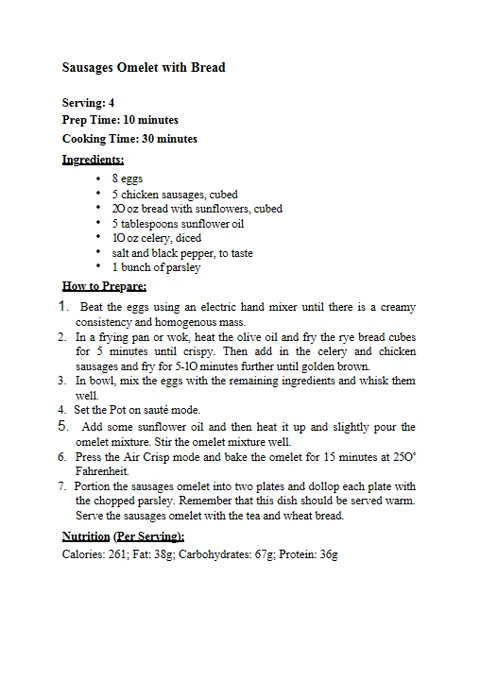 Sausages Omelet with Bread
Serving: 4
Prep Time: 10 minutes
Cooking Time: 30 minutes
Ingredients:
• 8 eggs
• 5 chicken sausages, cubed
• 20 oz bread with sunflowers, cubed
• 5 tablespoons sunflower oil
• 10 oz celery, diced
• salt and black pepper, to taste
• 1 bunch of parsley
How to Prepare:
1. Beat the eggs using an electric hand mixer until there is a creamy
consistency and homogenous mass.
2. In a frying pan or wok, heat the olive oil and fry the rye bread cubes
for 5 minutes until crispy. Then add in the celery and chicken
sausages and fry for 5-10 minutes further until golden brown.
3. In bowl, mix the eggs with the remaining ingredients and whisk them
well.
4. Set the Pot on sauté mode.
5. Add some sunflower oil and then heat it up and slightly pour the
omelet mixture. Stir the omelet mixture well.
6. Press the Air Crisp mode and bake the omelet for 15 minutes at 250°
Fahrenheit.
7. Portion the sausages omelet into two plates and dollop each plate with
the chopped parsley. Remember that this dish should be served warm.
Serve the sausages omelet with the tea and wheat bread.
Nutrition (Per Serving):
Calories: 261; Fat: 38g; Carbohydrates: 67g; Protein: 36g